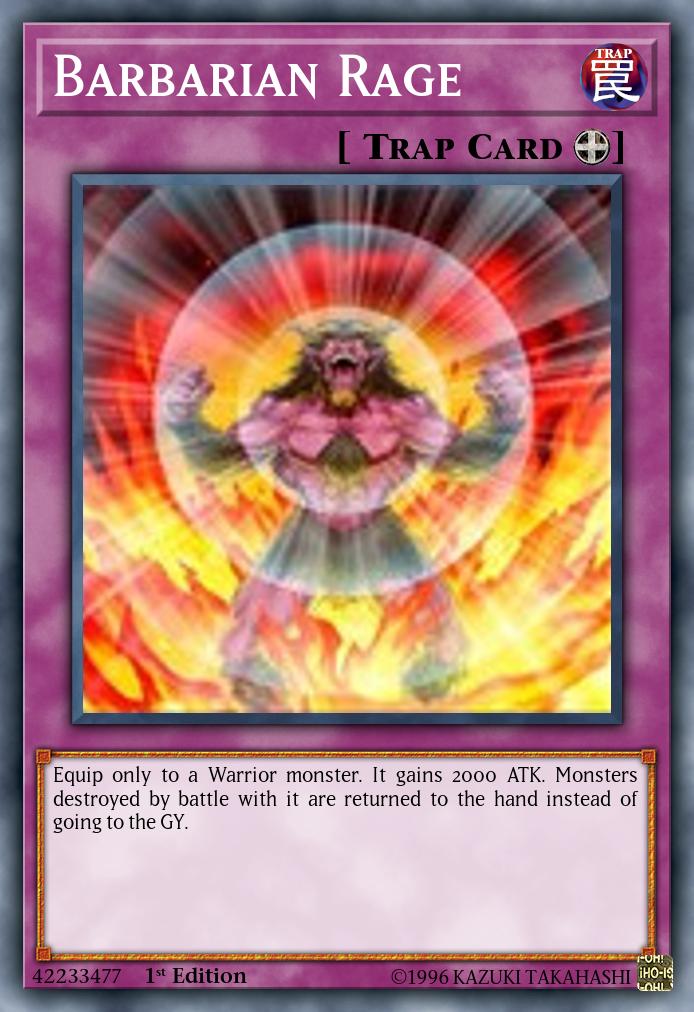 Barbarian Rage
TRAP
罠
[ Trap Card ]
Equip only to a Warrior monster. It gains 2000 ATK. Monsters
destroyed by battle with it are returned to the hand instead of
going to the GY.
42233477 1st Edition ©1996 KAZUKI TAKAHASHI